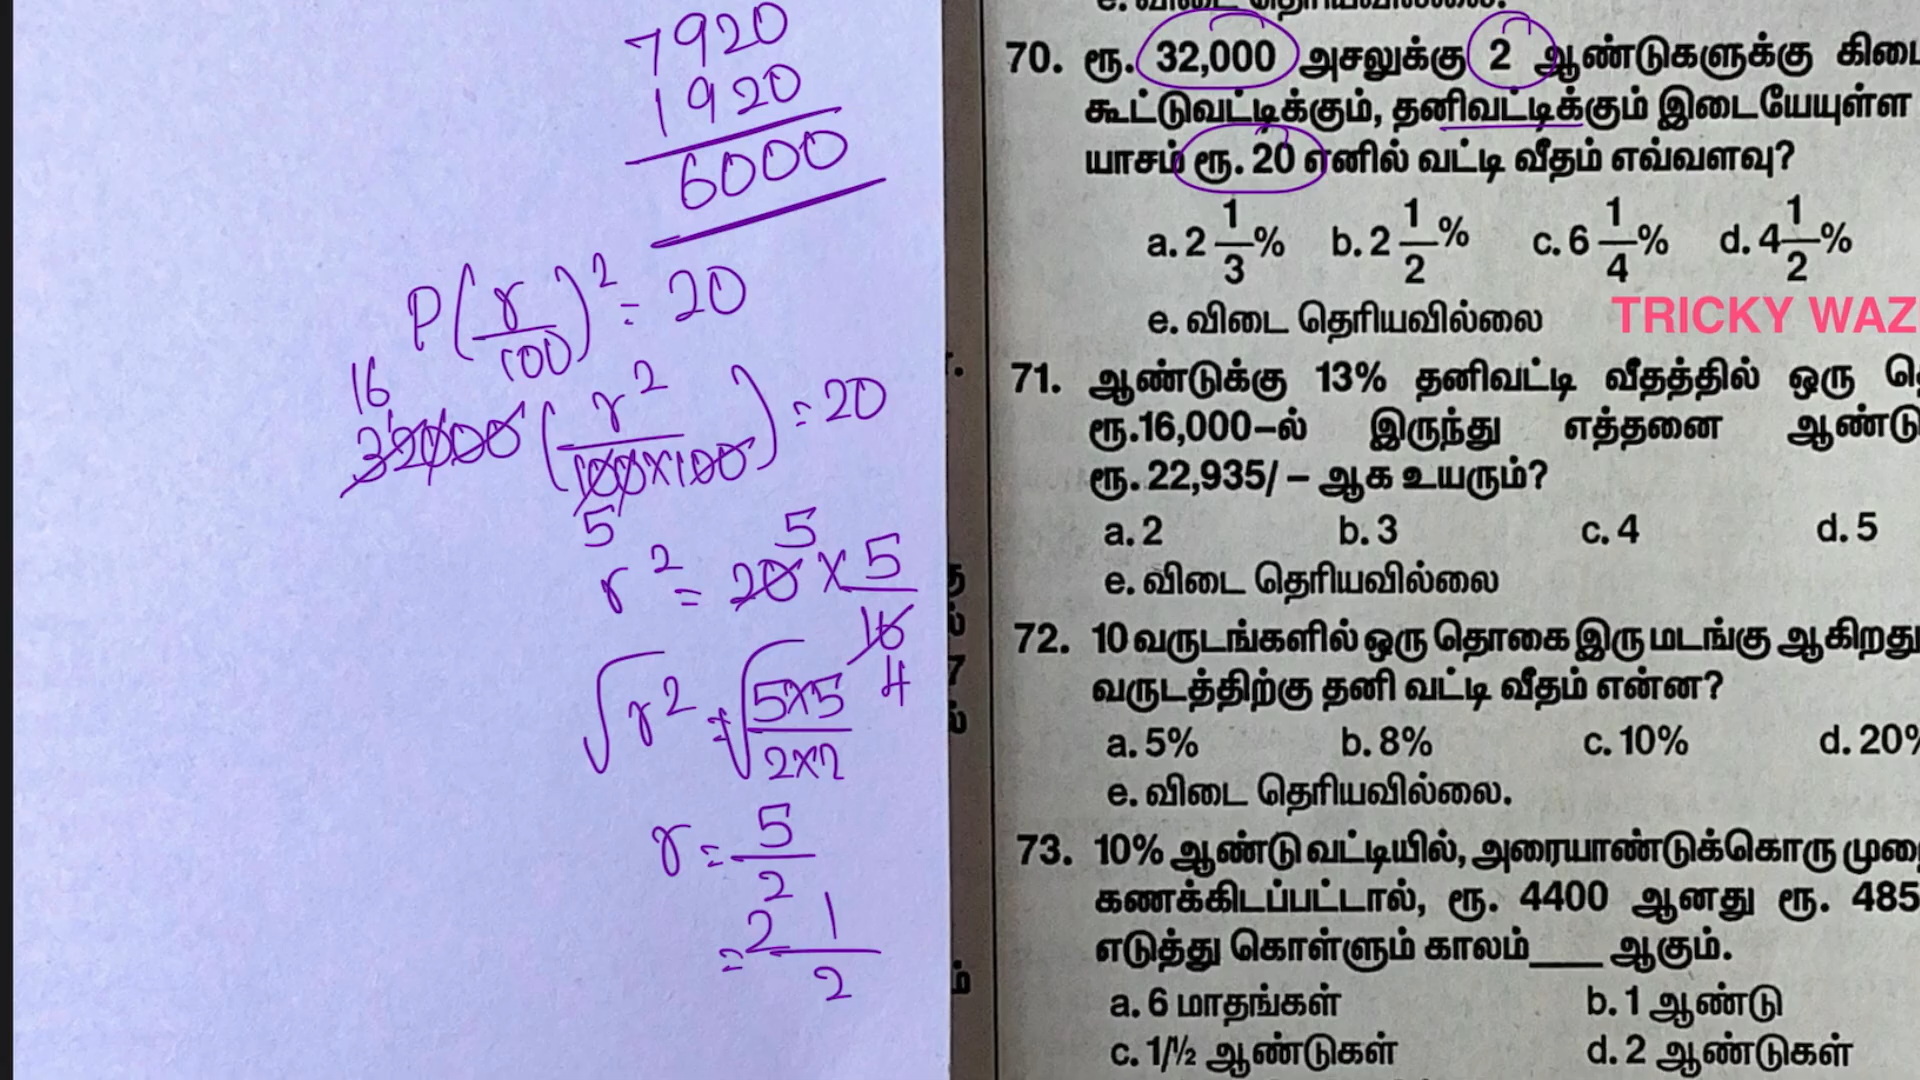 7920
1920
6000
P(r/100)² = 20
16
32000 (r²/100×100) = 20
5 5
r² = 20 × 5/16
4
√r² = √5×5/2×2
r = 5/2
= 2 1/2
70. ரூ. 32,000 அசலுக்கு 2 ஆண்டுகளுக்கு
கூட்டுவட்டிக்கும், தனிவட்டிக்கும் இடையேயுள்ள
யாசம் ரூ. 20 எனில் வட்டி வீதம் எவ்வளவு?
a. 2 1/3% b. 2 1/2% c. 6 1/4% d. 4 1/2%
e. விடை தெரியவில்லை
TRICKY WAZ
71. ஆண்டுக்கு 13% தனிவட்டி வீதத்தில் ஒரு
ரூ.16,000–ல் இருந்து எத்தனை ஆண்டு
ரூ.22,935/– ஆக உயரும்?
a. 2 b. 3 c. 4 d. 5
e. விடை தெரியவில்லை
72. 10 வருடங்களில் ஒரு தொகை இரு மடங்கு ஆகிறது
வருடத்திற்கு தனி வட்டி வீதம் என்ன?
a. 5% b. 8% c. 10% d. 20%
e. விடை தெரியவில்லை.
73. 10% ஆண்டு வட்டியில், அரையாண்டுக்கொரு முறை
கணக்கிடப்பட்டால், ரூ. 4400 ஆனது ரூ. 485
எடுத்து கொள்ளும் காலம்____ ஆகும்.
a. 6 மாதங்கள் b. 1 ஆண்டு
c. 1/½ ஆண்டுகள் d. 2 ஆண்டுகள்